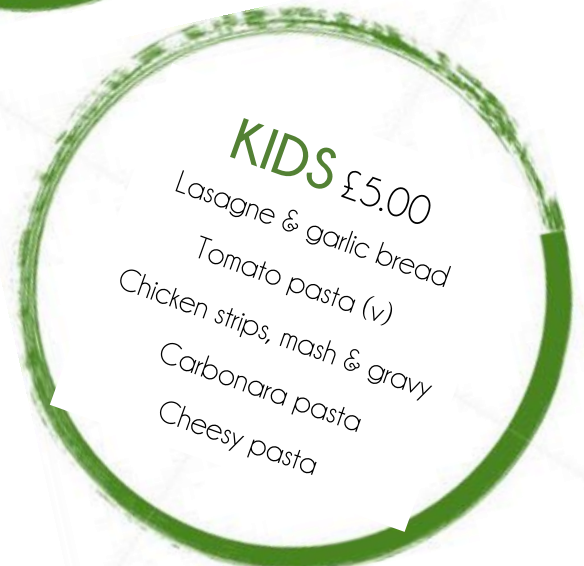 KIDS £5.00
Lasagne & garlic bread
Tomato pasta (v)
Chicken strips, mash & gravy
Carbonara pasta
Cheesy pasta